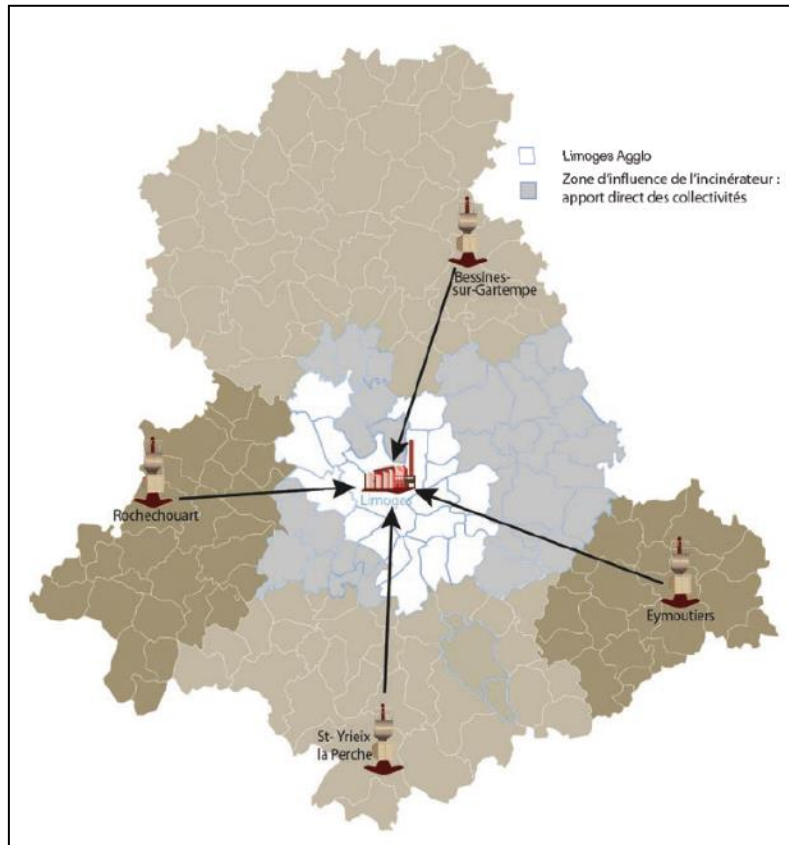 Limoges Agglo
Zone d'influence de l'incinérateur :
apport direct des collectivités
Bessines-
sur-Gartempe
Limoges
Rochechouart
Eymoutiers
St- Yrieix
la Perche